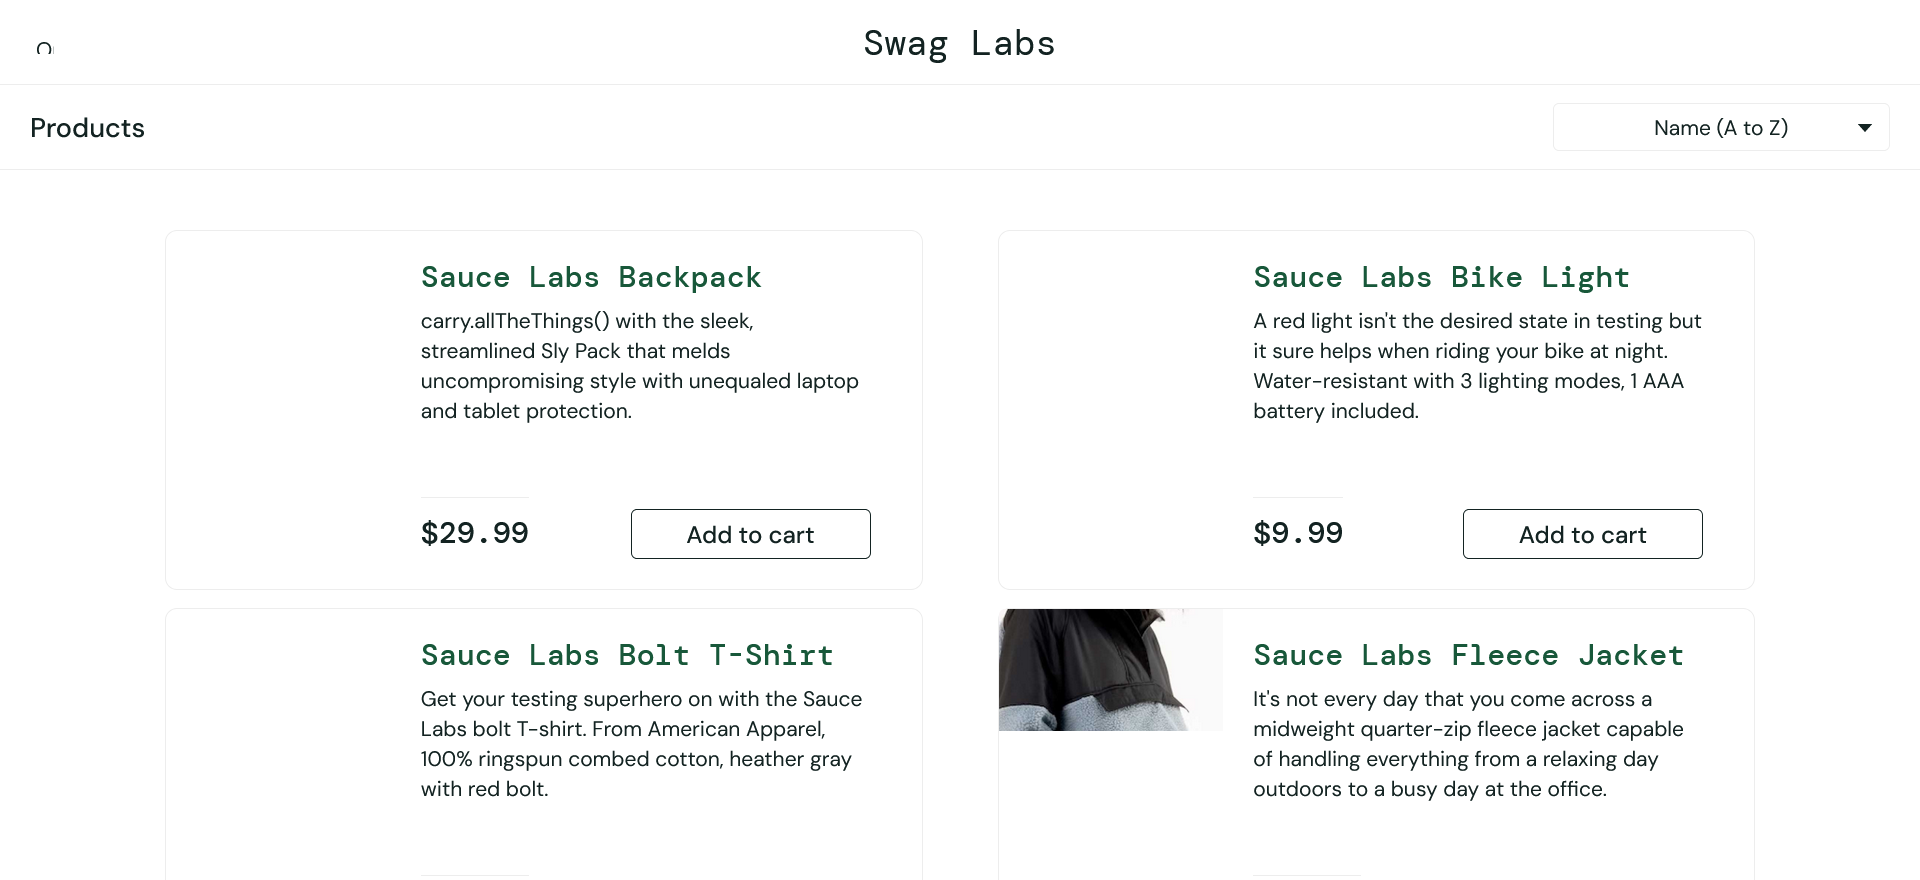 Swag Labs
Products
Name (A to Z)
Sauce Labs Backpack
carry.allTheThings() with the sleek,
streamlined Sly Pack that melds
uncompromising style with unequaled laptop
and tablet protection.
$29.99
Add to cart
Sauce Labs Bike Light
A red light isn't the desired state in testing but
it sure helps when riding your bike at night.
Water-resistant with 3 lighting modes, 1 AAA
battery included.
$9.99
Add to cart
Sauce Labs Bolt T-Shirt
Get your testing superhero on with the Sauce
Labs bolt T-shirt. From American Apparel,
100% ringspun combed cotton, heather gray
with red bolt.
Sauce Labs Fleece Jacket
It's not every day that you come across a
midweight quarter-zip fleece jacket capable
of handling everything from a relaxing day
outdoors to a busy day at the office.